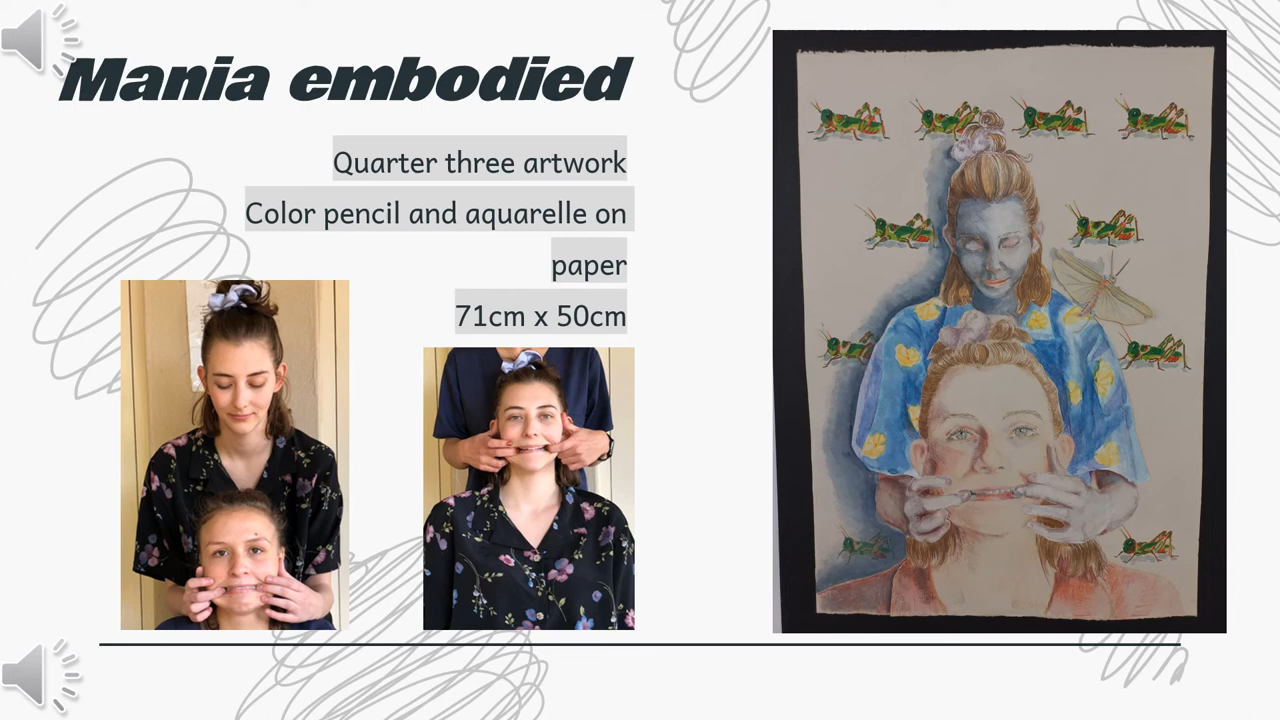 Mania embodied
Quarter three artwork
Color pencil and aquarelle on
paper
71cm x 50cm